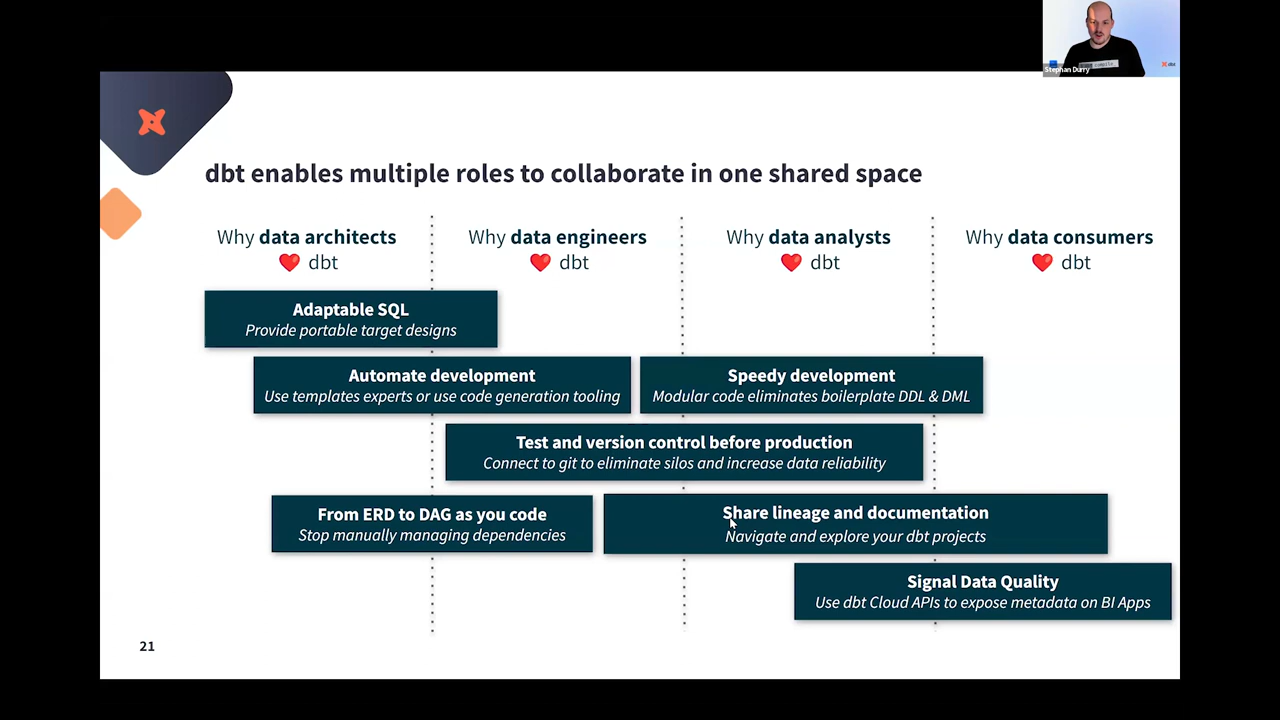 Stephan Durry
dbt
dbt enables multiple roles to collaborate in one shared space
Why data architects
❤️ dbt
Why data engineers
❤️ dbt
Why data analysts
❤️ dbt
Why data consumers
❤️ dbt
Adaptable SQL
Provide portable target designs
Automate development
Use templates experts or use code generation tooling
Speedy development
Modular code eliminates boilerplate DDL & DML
Test and version control before production
Connect to git to eliminate silos and increase data reliability
From ERD to DAG as you code
Stop manually managing dependencies
Share lineage and documentation
Navigate and explore your dbt projects
Signal Data Quality
Use dbt Cloud APIs to expose metadata on BI Apps
21